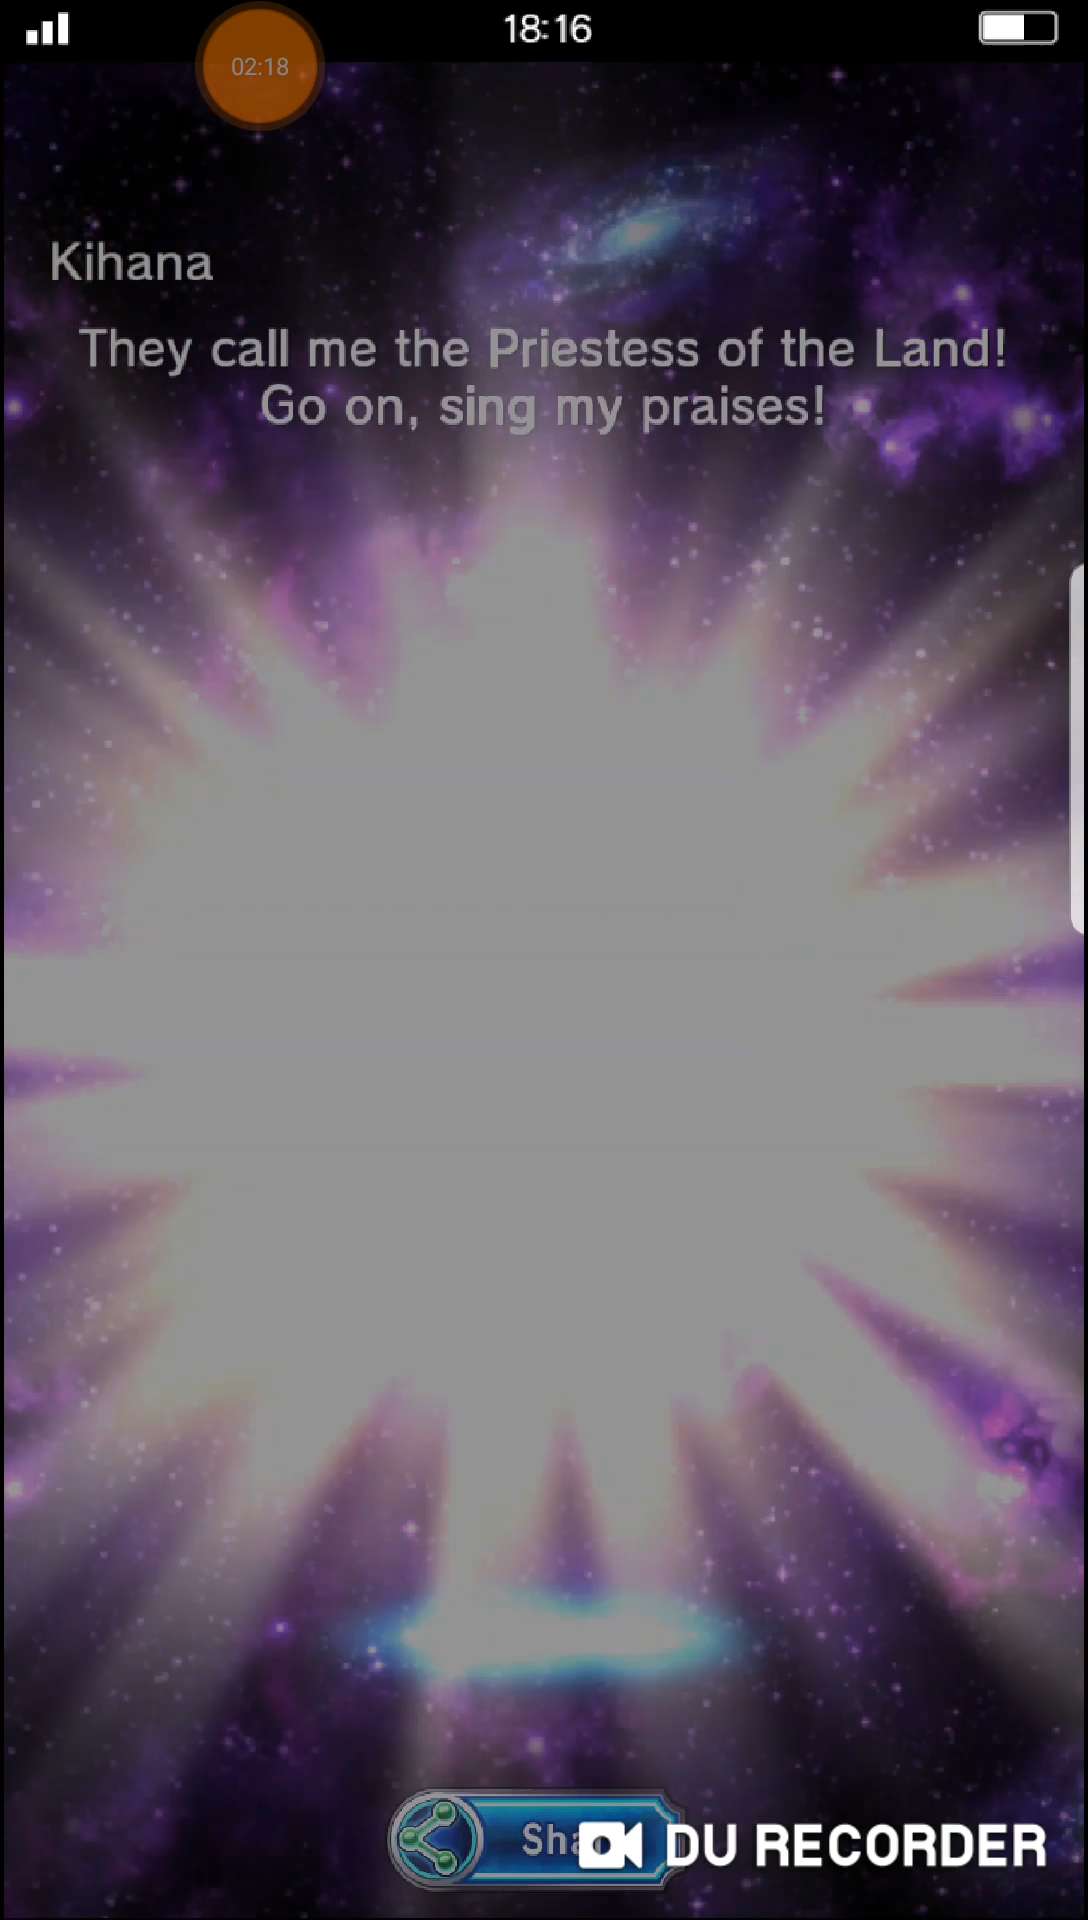 18:16
02:18
Kihana
They call me the Priestess of the Land!
Go on, sing my praises!
DU RECORDER